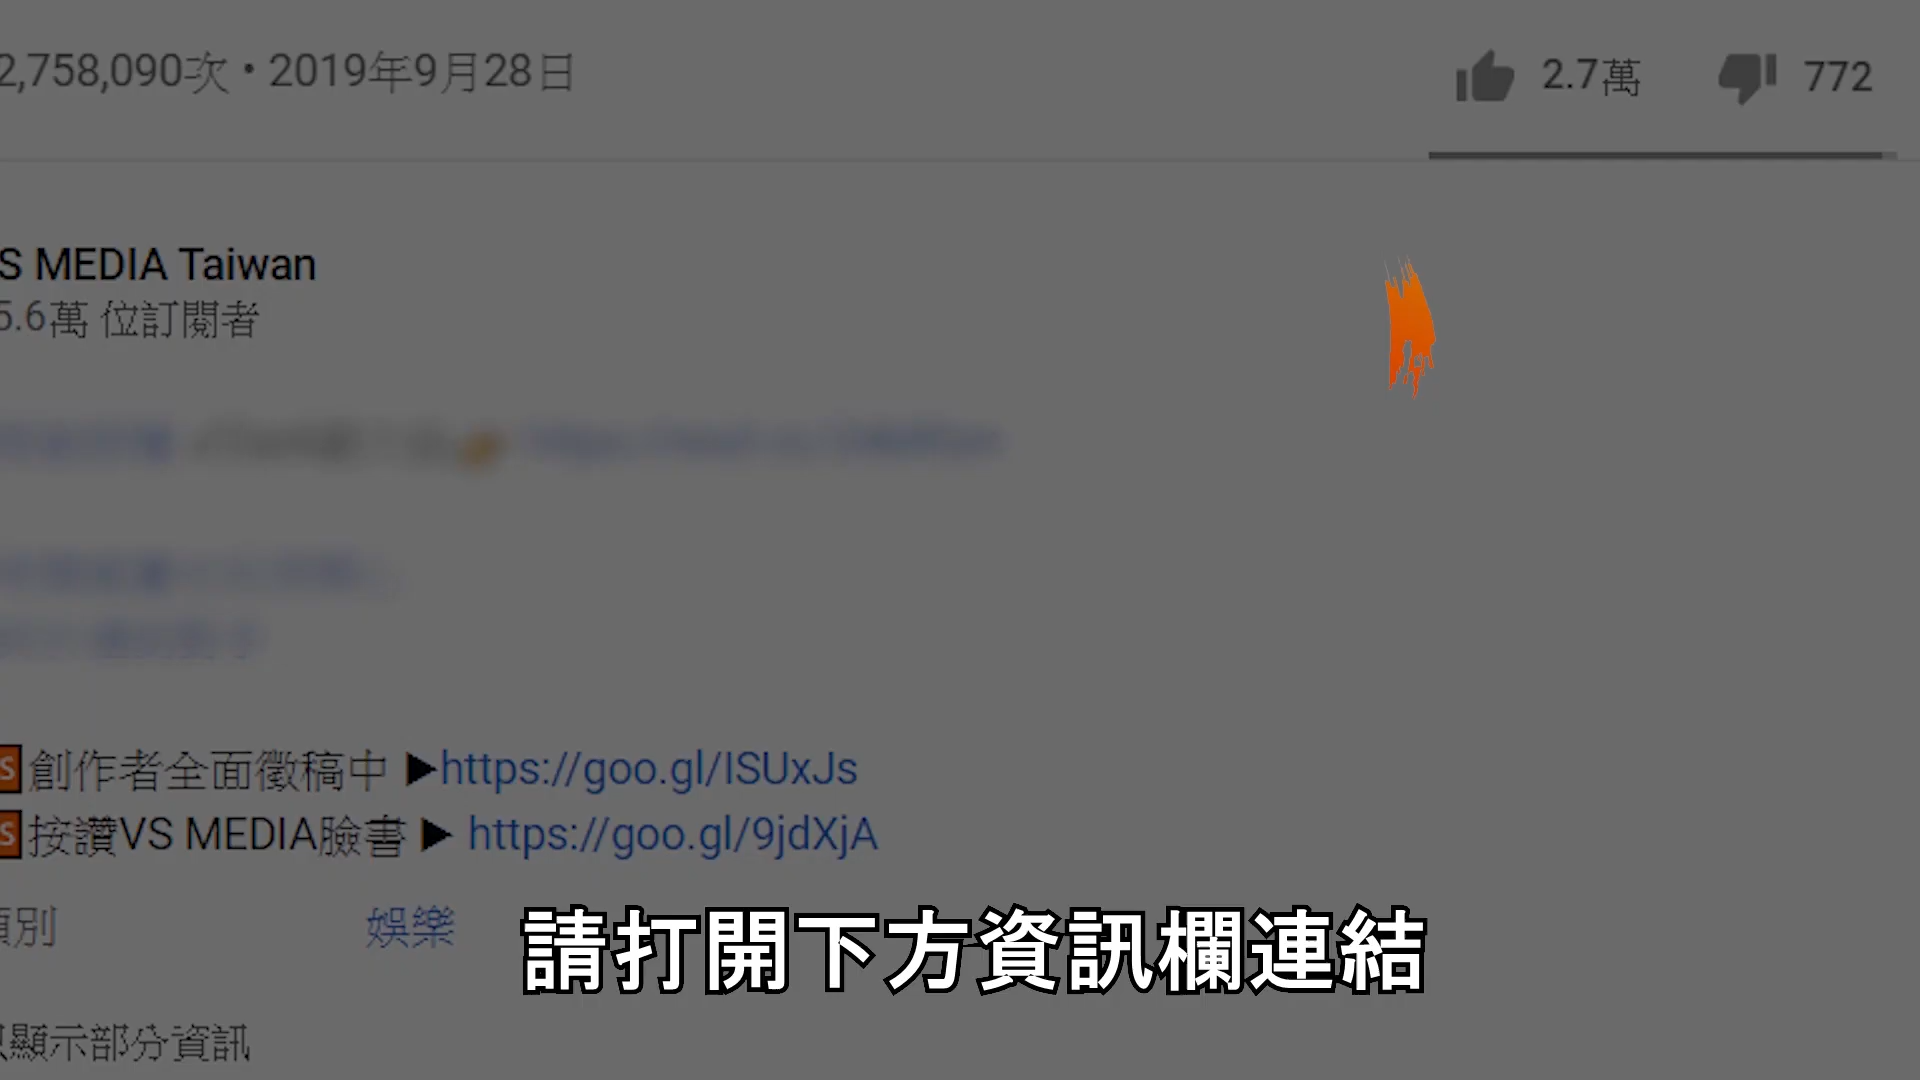 2,758,090次 • 2019年9月28日
2.7萬
772
S MEDIA Taiwan
5.6萬 位訂閱者
S創作者全面徵稿中 ▶https://goo.gl/ISUxJs
S按讚VS MEDIA臉書 ▶ https://goo.gl/9jdXjA
類別 娛樂
請打開下方資訊欄連結
只顯示部分資訊